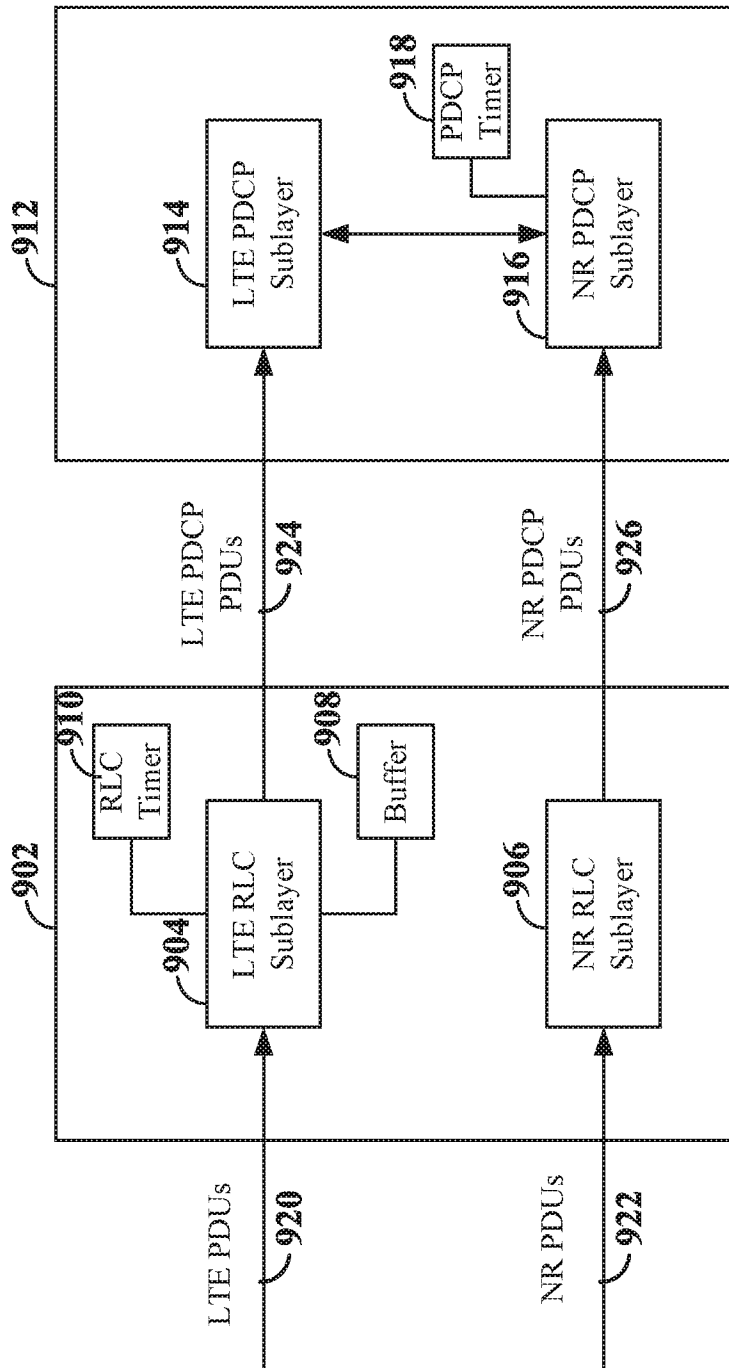 902
910
RLC
Timer
904
LTE RLC
Sublayer
908
Buffer
906
NR RLC
Sublayer
LTE PDUs
920
NR PDUs
922
LTE PDCP
PDUs
924
NR PDCP
PDUs
926
912
914
LTE PDCP
Sublayer
918
PDCP
Timer
916
NR PDCP
Sublayer